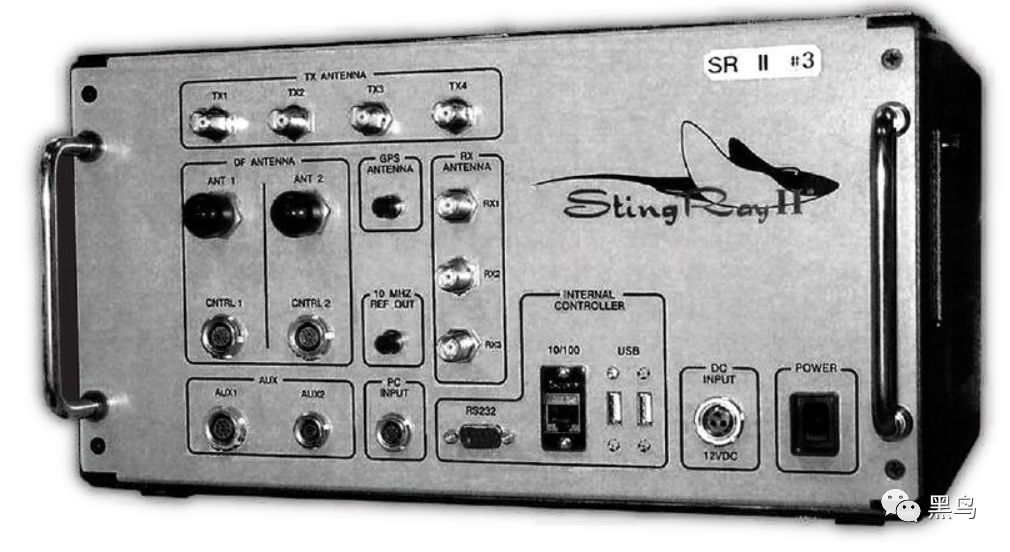 SR II #3
TX ANTENNA
TX1 TX2 TX3 TX4
DF ANTENNA
ANT 1 ANT 2
CNTRL 1 CNTRL 2
GPS
ANTENNA
10 MHZ
REF OUT
RX
ANTENNA
RX1
RX2
RX3
StingRay II
AUX
AUX1 AUX2
PC
INPUT
INTERNAL
CONTROLLER
RS232
10/100
USB
DC
INPUT
12VDC
POWER
黑鸟